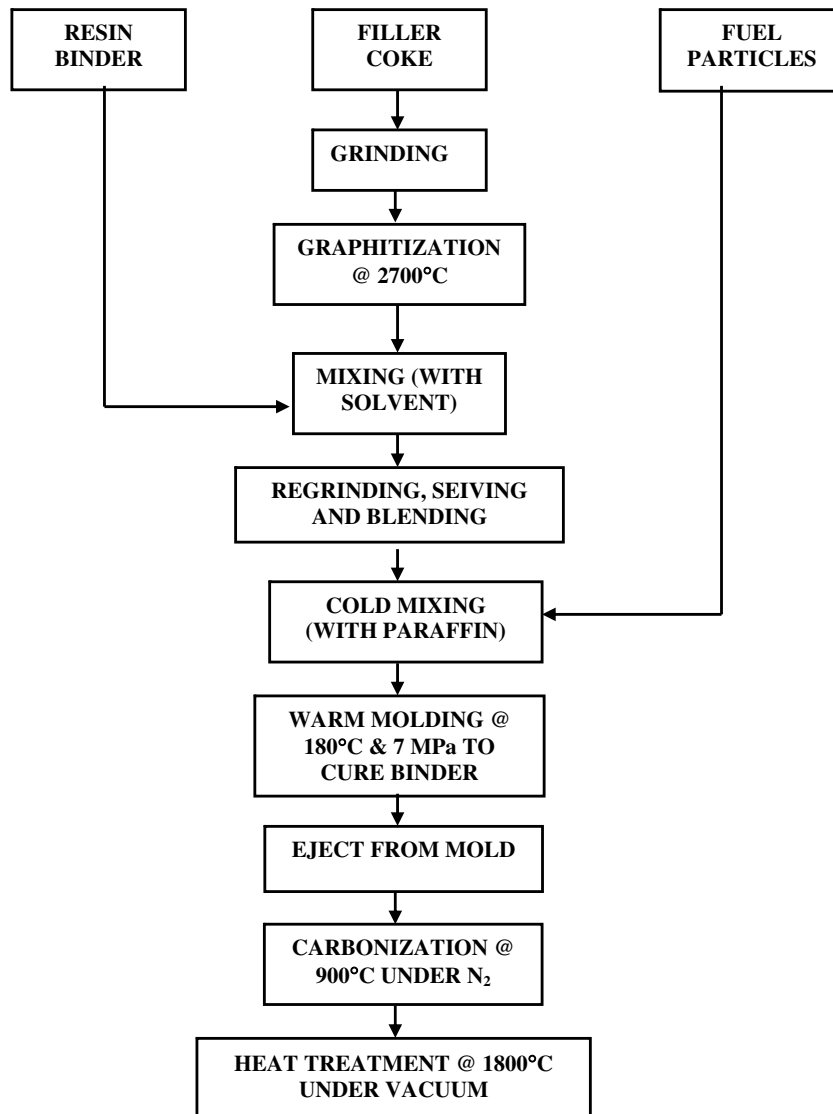 RESIN
BINDER
FILLER
COKE
FUEL
PARTICLES
GRINDING
GRAPHITIZATION
@ 2700°C
MIXING (WITH
SOLVENT)
REGRINDING, SEIVING
AND BLENDING
COLD MIXING
(WITH PARAFFIN)
WARM MOLDING @
180°C & 7 MPa TO
CURE BINDER
EJECT FROM MOLD
CARBONIZATION @
900°C UNDER N₂
HEAT TREATMENT @ 1800°C
UNDER VACUUM